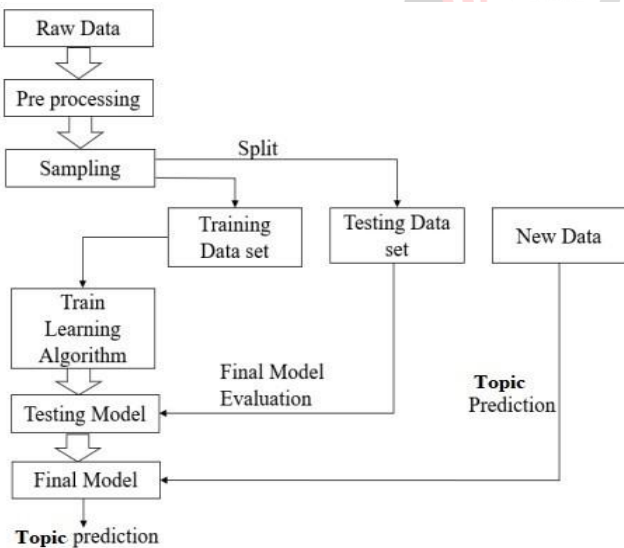 Raw Data
Pre processing
Split
Sampling
Training
Data set
Testing Data
set
New Data
Train
Learning
Algorithm
Final Model
Evaluation
Topic
Prediction
Testing Model
Final Model
Topic prediction